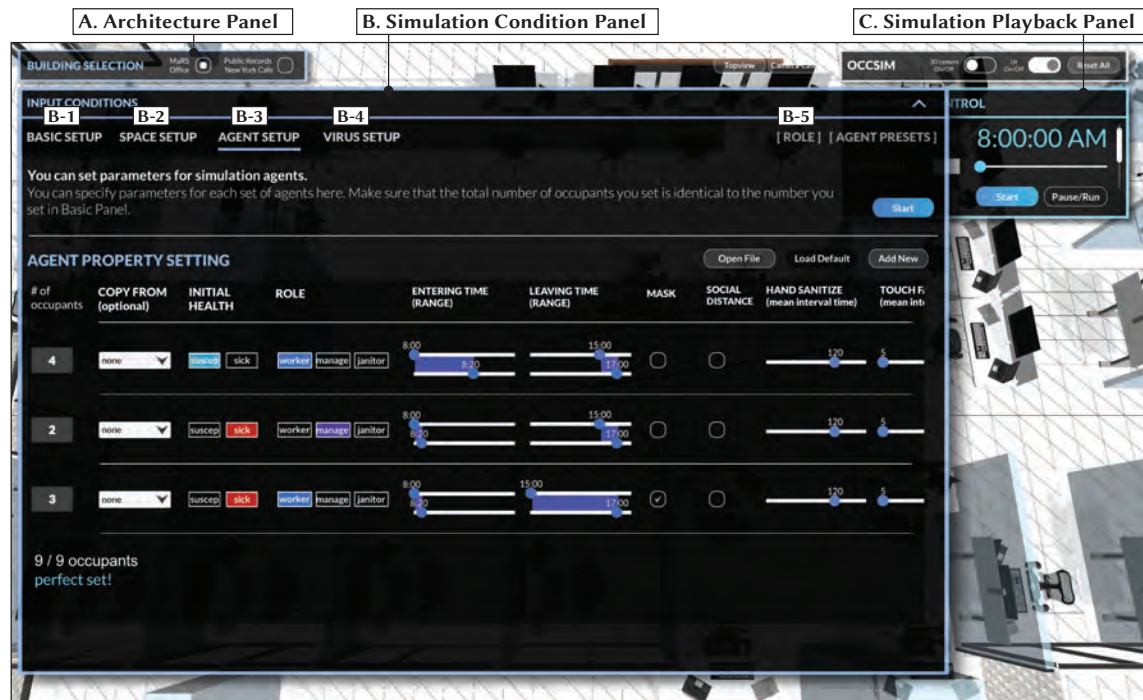 A. Architecture Panel
B. Simulation Condition Panel
C. Simulation Playback Panel
BUILDING SELECTION
Office
Public Records
New York Cafe
Topview
OCCSIM
On/Off
On/Off
Reset All
INPUT CONDITIONS
B-1
B-2
B-3
B-4
B-5
BASIC SETUP
SPACE SETUP
AGENT SETUP
VIRUS SETUP
[ ROLE ] [ AGENT PRESETS ]
8:00:00 AM
Start
Pause/Run
You can set parameters for simulation agents.
You can specify parameters for each set of agents here. Make sure that the total number of occupants you set is identical to the number you
set in Basic Panel.
Start
AGENT PROPERTY SETTING
Open File
Load Default
Add New
# of
occupants
COPY FROM
(optional)
INITIAL
HEALTH
ROLE
ENTERING TIME
(RANGE)
LEAVING TIME
(RANGE)
MASK
SOCIAL
DISTANCE
HAND SANITIZE
(mean interval time)
TOUCH
(mean
4
none
suscep
sick
worker
manage
janitor
8:00
8:20
15:00
17:00
120
5
2
none
suscep
sick
worker
manage
janitor
8:00
8:20
15:00
17:00
120
5
3
none
suscep
sick
worker
manage
janitor
8:00
8:20
15:00
17:00
120
5
9 / 9 occupants
perfect set!